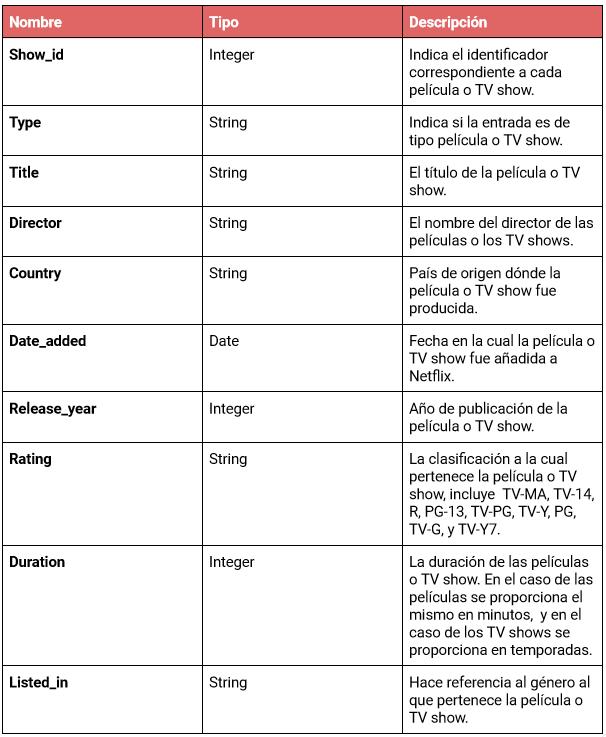 Nombre Tipo Descripción
Show_id Integer Indica el identificador
correspondiente a cada
película o TV show.
Type String Indica si la entrada es de
tipo película o TV show.
Title String El título de la película o TV
show.
Director String El nombre del director de las
películas o los TV shows.
Country String País de origen dónde la
película o TV show fue
producida.
Date_added Date Fecha en la cual la película o
TV show fue añadida a
Netflix.
Release_year Integer Año de publicación de la
película o TV show.
Rating String La clasificación a la cual
pertenece la película o TV
show, incluye TV-MA, TV-14,
R, PG-13, TV-PG, TV-Y, PG,
TV-G, y TV-Y7.
Duration Integer La duración de las películas
o TV show. En el caso de las
películas se proporciona el
mismo en minutos, y en el
caso de los TV shows se
proporciona en temporadas.
Listed_in String Hace referencia al género al
que pertenece la película o
TV show.